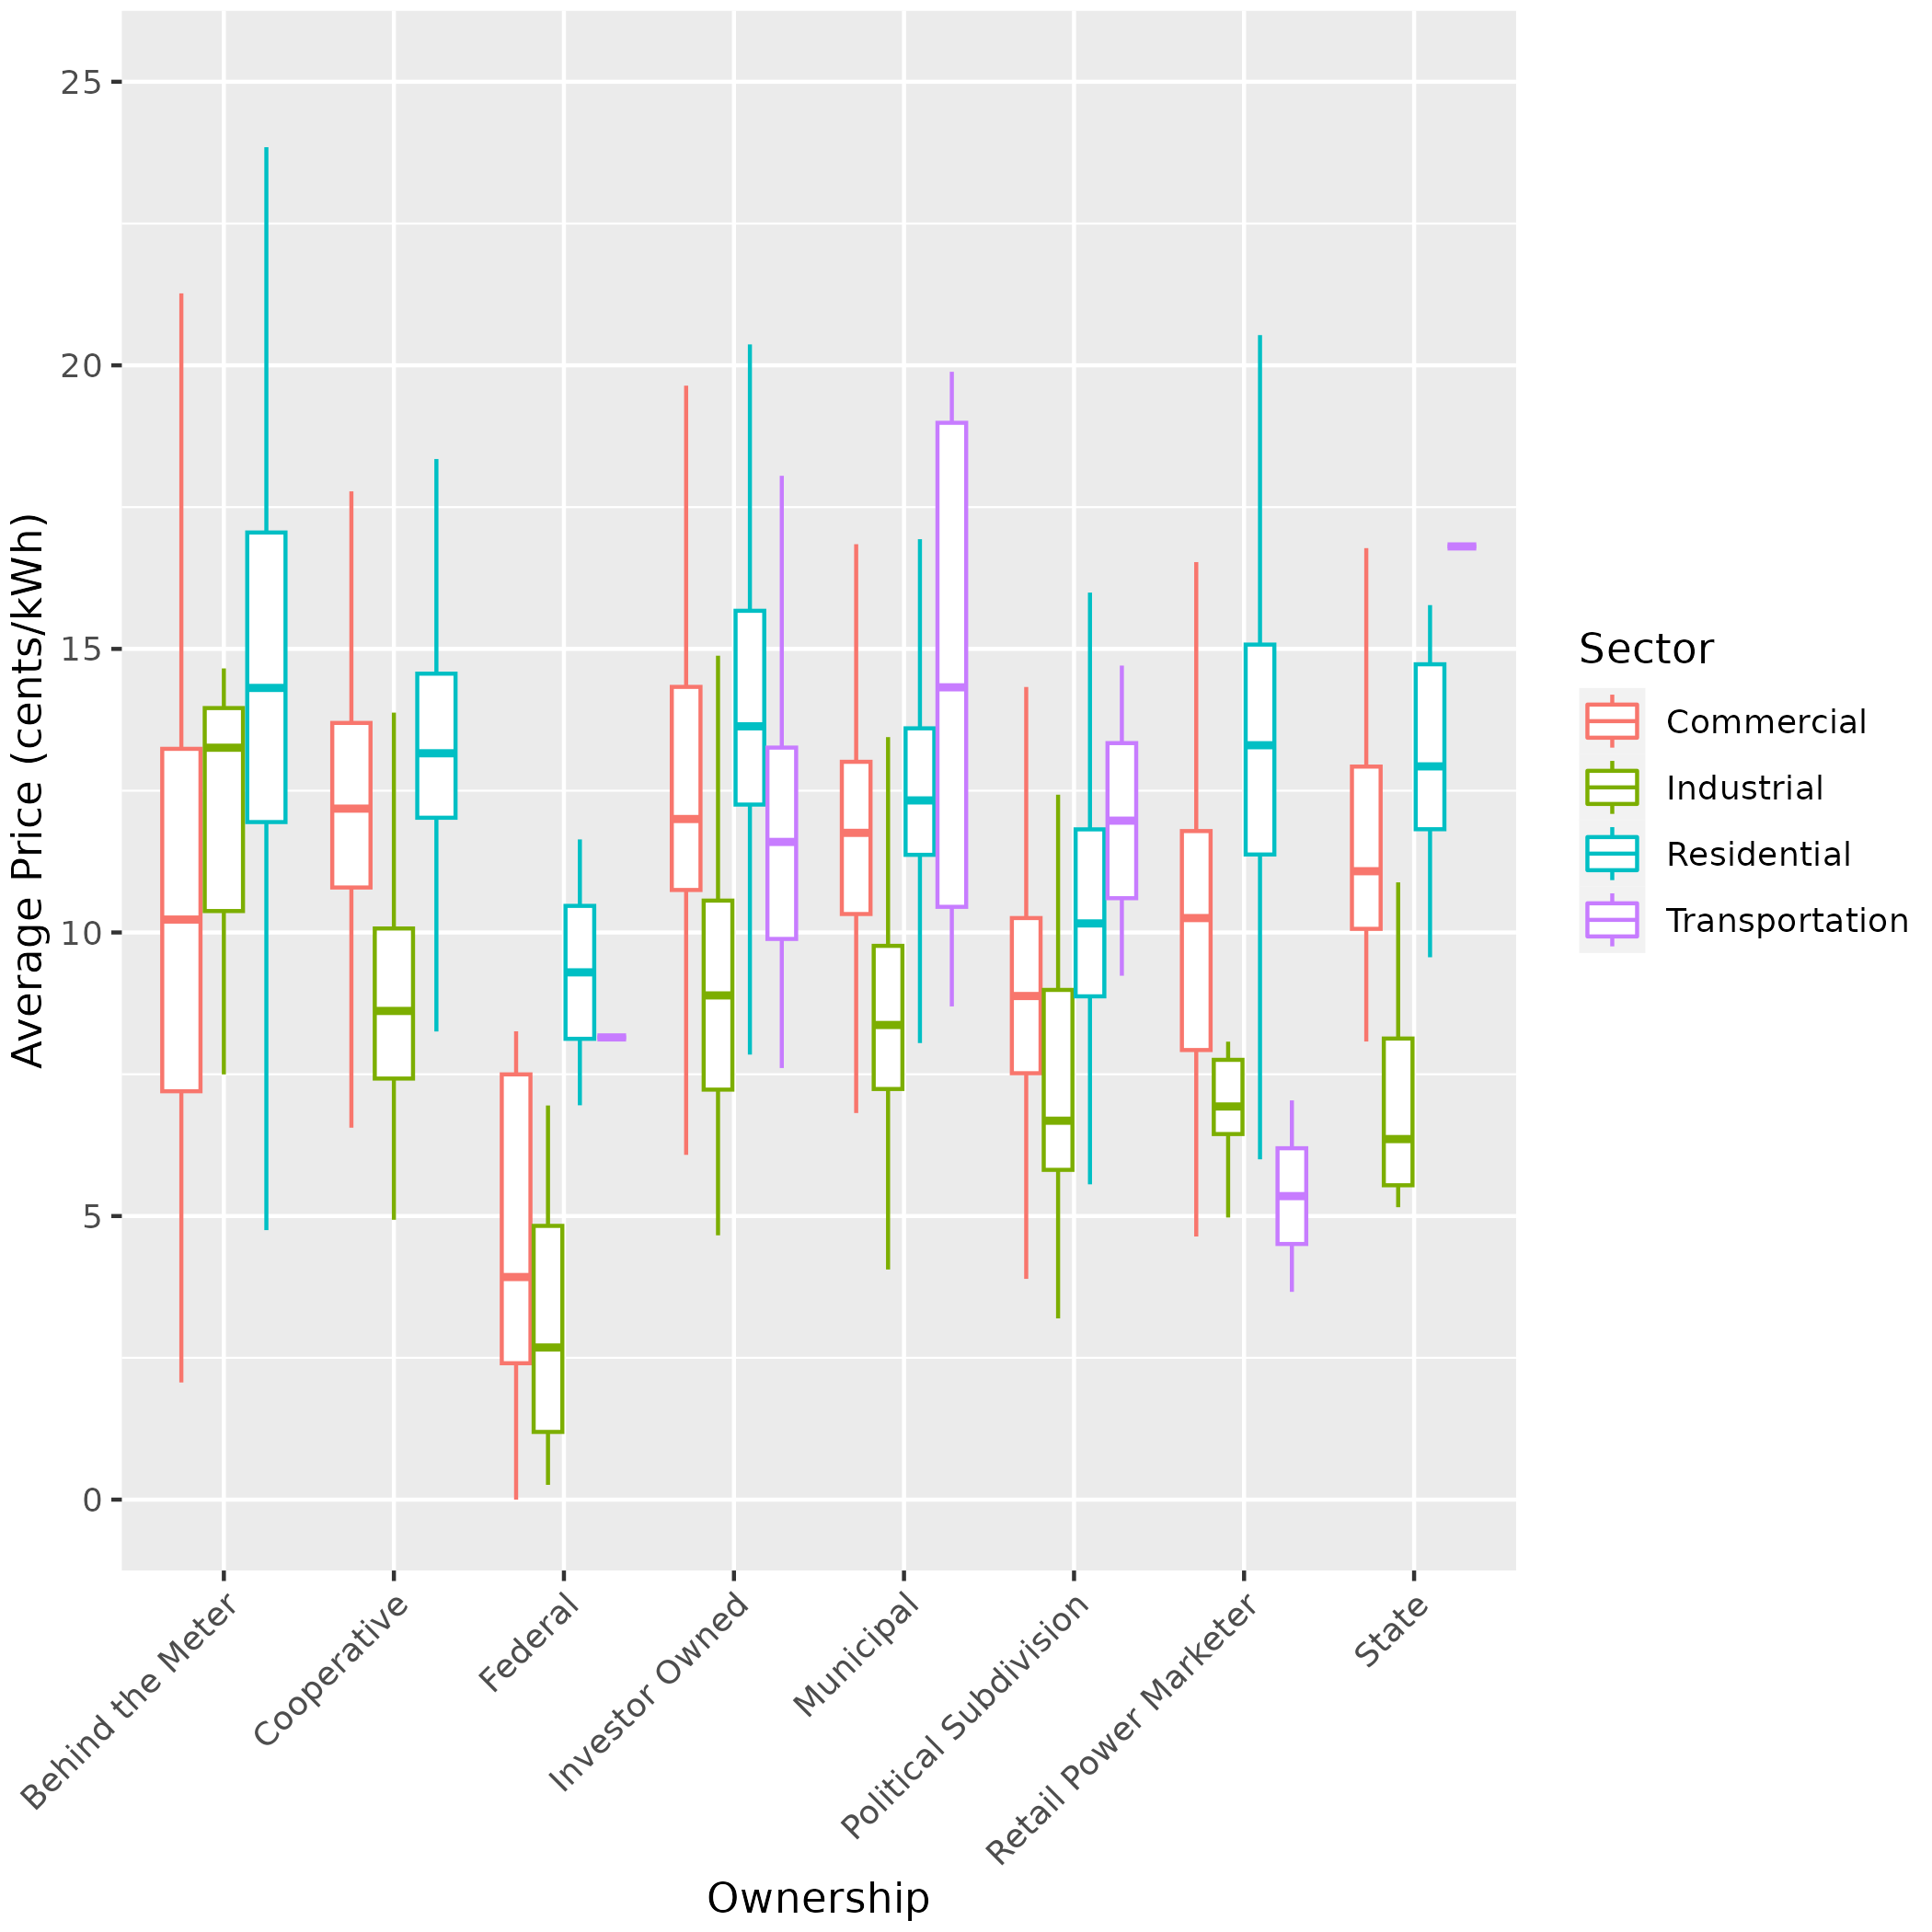 Average Price (cents/kWh)
25
20
15
10
5
0
Behind the Meter
Cooperative
Federal
Investor Owned
Municipal
Political Subdivision
Retail Power Marketer
State
Ownership
Sector
Commercial
Industrial
Residential
Transportation